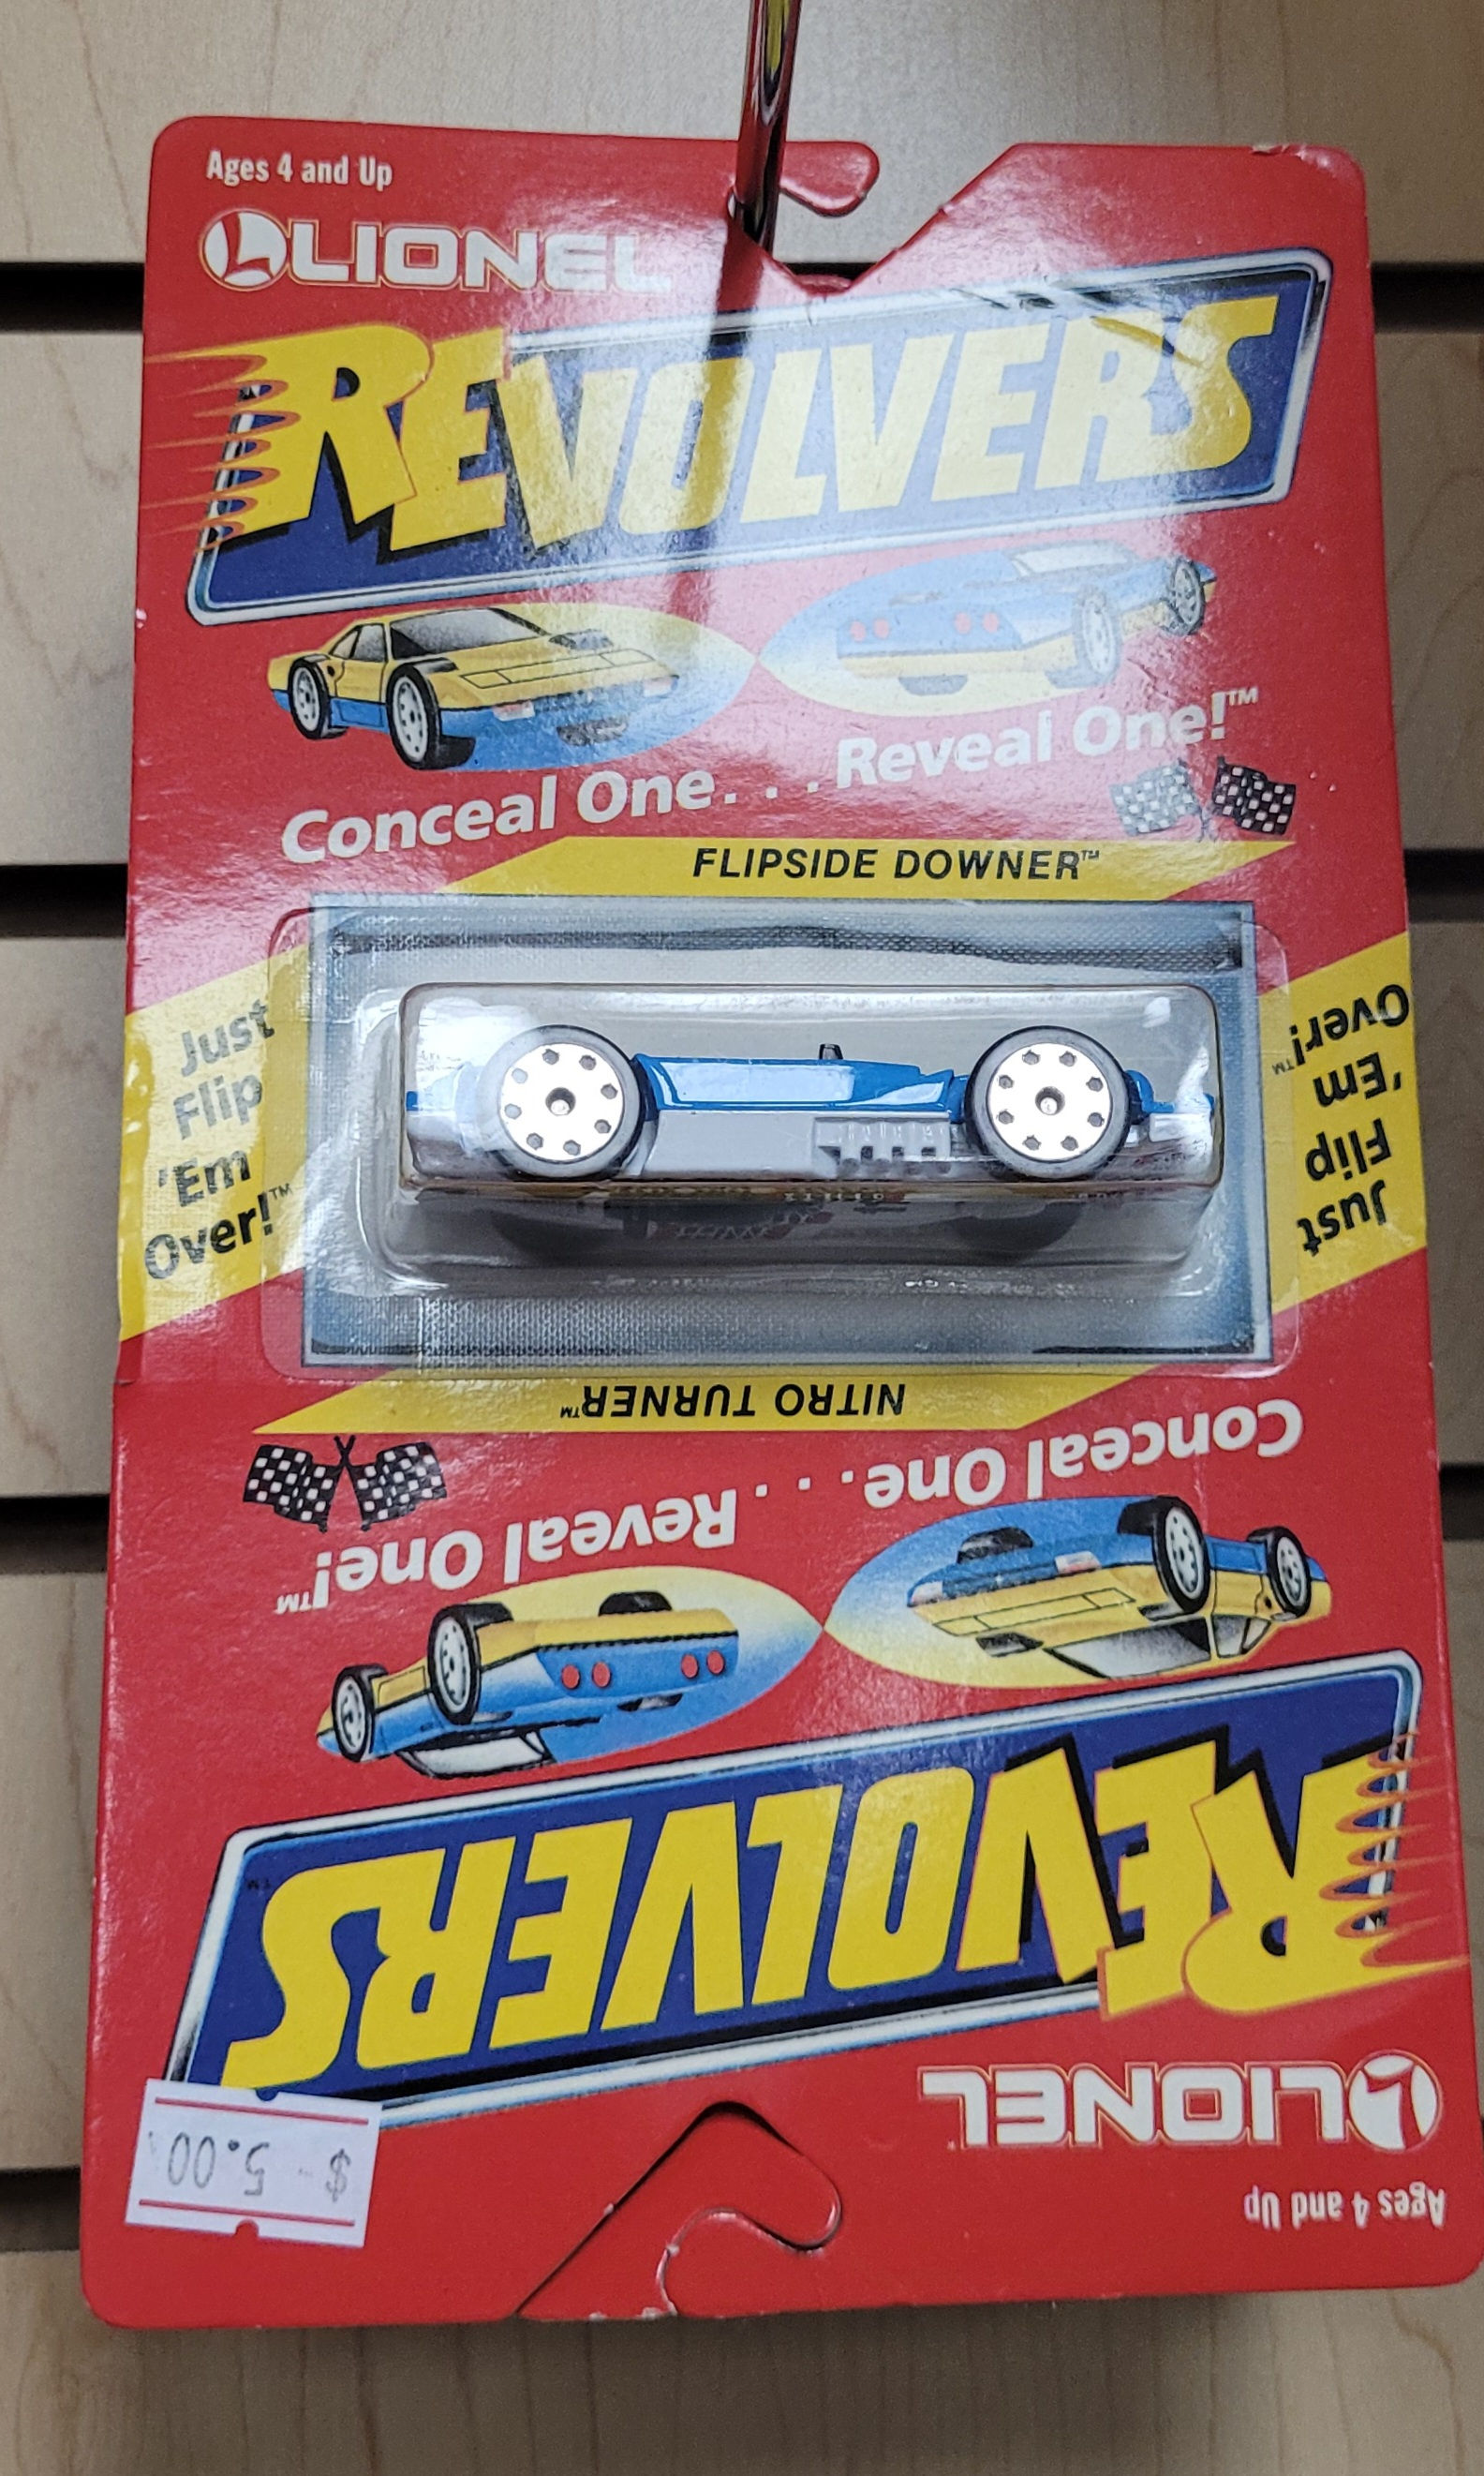 Ages 4 and Up
LIONEL
REVOLVERS
Conceal One... Reveal One!™
FLIPSIDE DOWNER™
Just
Flip
'Em
Over!™
Just
Flip
'Em
Over!™
NITRO TURNER™
Conceal One.... Reveal One!™
REVOLVERS™
LIONEL
Ages 4 and Up
$ 5.00